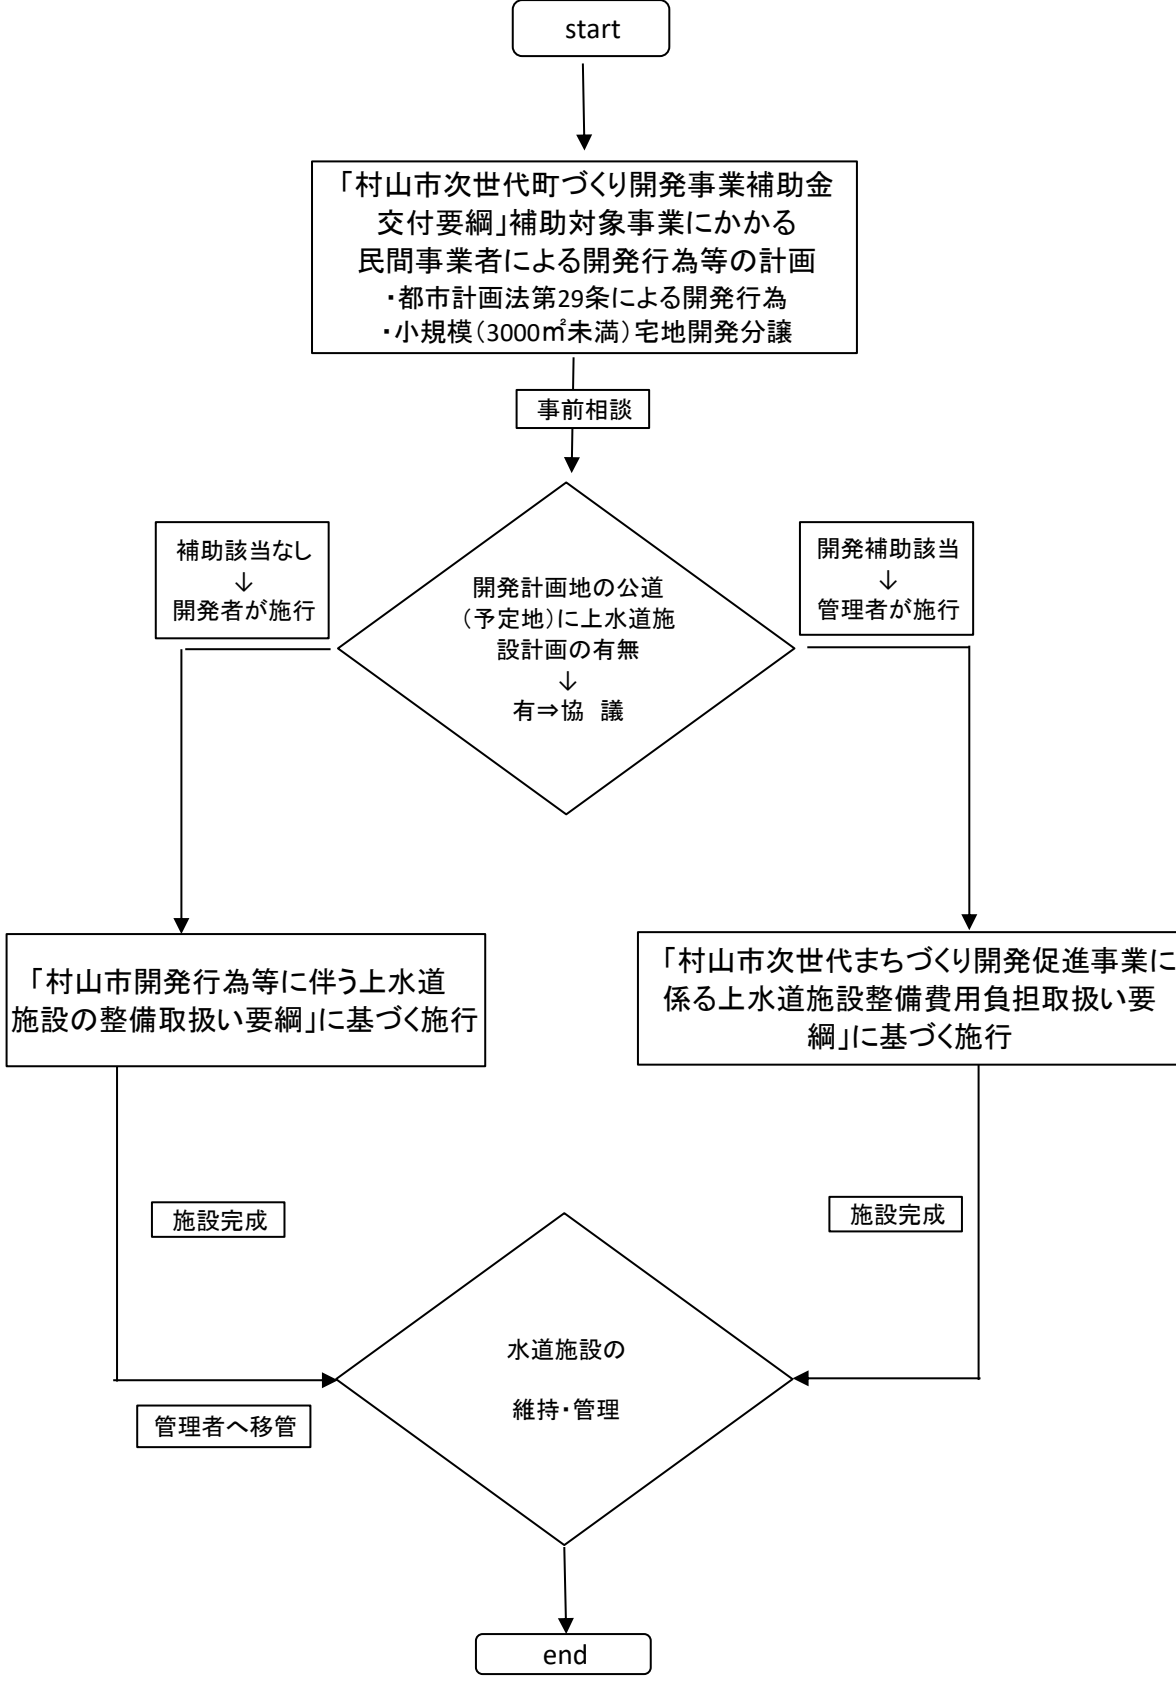 start
「村山市次世代町づくり開発事業補助金
交付要綱」補助対象事業にかかる
民間事業者による開発行為等の計画
・都市計画法第29条による開発行為
・小規模（3000㎡未満）宅地開発分譲
事前相談
補助該当なし
↓
開発者が施行
開発計画地の公道
（予定地）に上水道施
設計画の有無
↓
有⇒協　議
開発補助該当
↓
管理者が施行
「村山市開発行為等に伴う上水道
施設の整備取扱い要綱」に基づく施行
「村山市次世代まちづくり開発促進事業に
係る上水道施設整備費用負担取扱い要
綱」に基づく施行
施設完成
施設完成
水道施設の
維持・管理
管理者へ移管
end